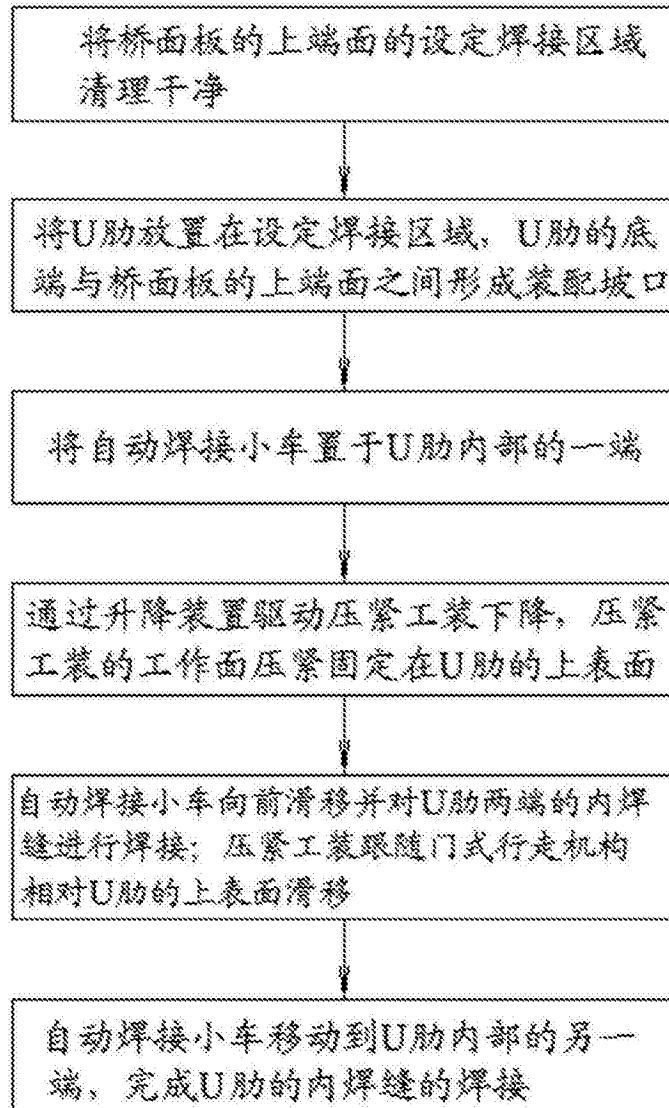 将桥面板的上端面的设定焊接区域
清理干净
将U肋放置在设定焊接区域，U肋的底
端与桥面板的上端面之间形成装配坡口
将自动焊接小车置于U肋内部的一端
通过升降装置驱动压紧工装下降，压紧
工装的工作面压紧固定在U肋的上表面
自动焊接小车向前滑移并对U肋两端的内焊
缝进行焊接；压紧工装跟随门式行走机构
相对U肋的上表面滑移
自动焊接小车移动到U肋内部的另一
端，完成U肋的内焊缝的焊接